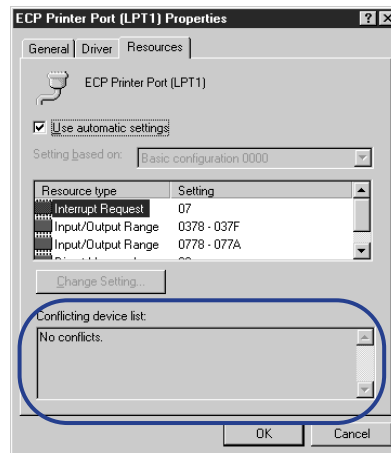 ECP Printer Port (LPT1) Properties
General Driver Resources
ECP Printer Port (LPT1)
Use automatic settings
Setting based on: Basic configuration 0000
Resource type Setting
Interrupt Request 07
Input/Output Range 0378 - 037F
Input/Output Range 0778 - 077A
Change Setting...
Conflicting device list:
No conflicts.
OK Cancel